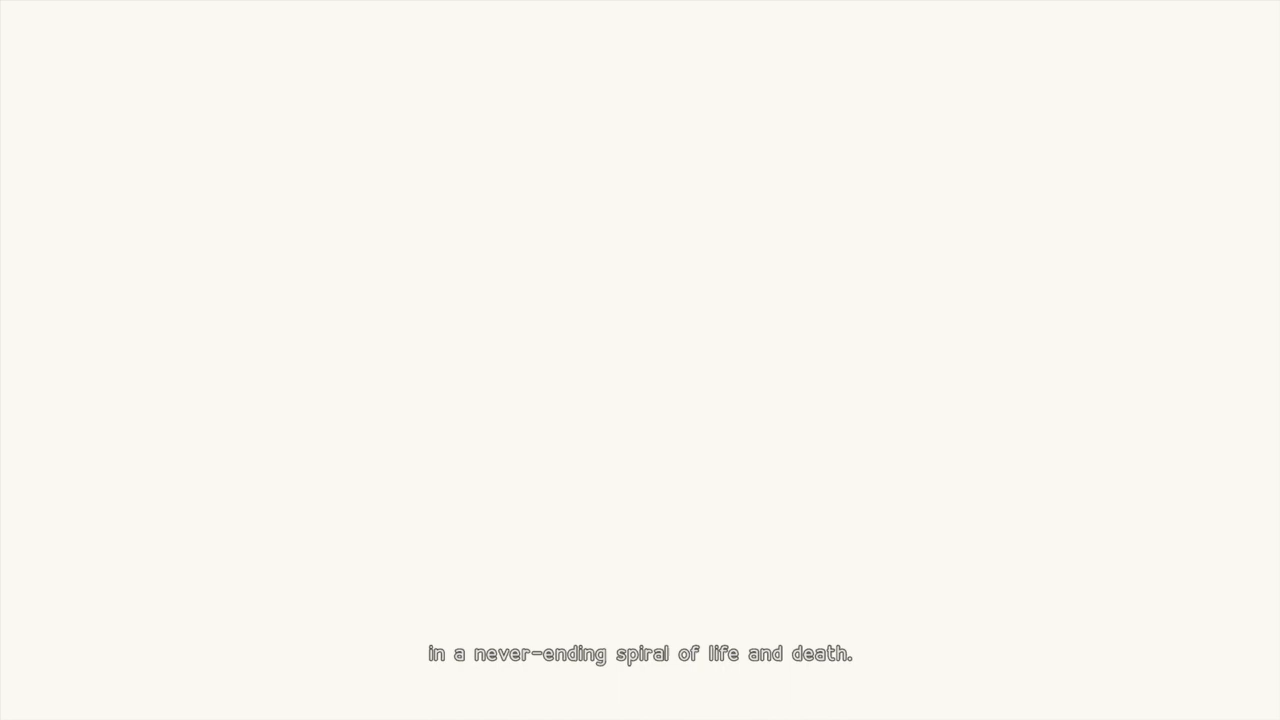 in a never-ending spiral of life and death.